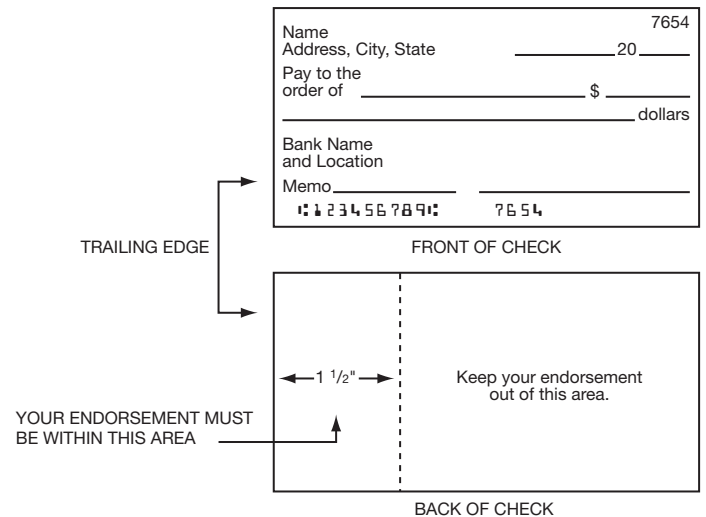 7654
Name
Address, City, State 20
Pay to the
order of $
dollars
Bank Name
and Location
Memo
⑆123456789⑆ 7654
TRAILING EDGE
FRONT OF CHECK
1 1/2"
Keep your endorsement
out of this area.
YOUR ENDORSEMENT MUST
BE WITHIN THIS AREA
BACK OF CHECK